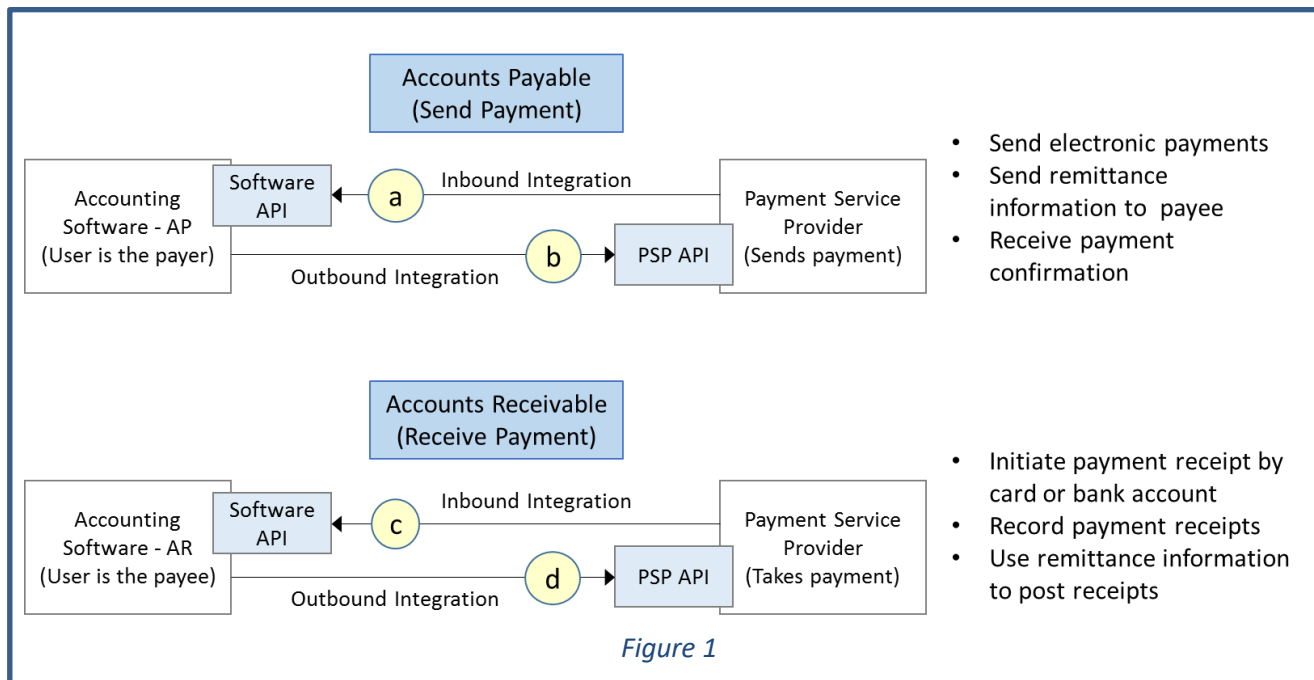 Accounts Payable
(Send Payment)
Accounting
Software - AP
(User is the payer)
Software
API
a
Inbound Integration
b
Outbound Integration
PSP API
Payment Service
Provider
(Sends payment)
• Send electronic payments
• Send remittance
information to payee
• Receive payment
confirmation
Accounts Receivable
(Receive Payment)
Accounting
Software - AR
(User is the payee)
Software
API
c
Inbound Integration
d
Outbound Integration
PSP API
Payment Service
Provider
(Takes payment)
• Initiate payment receipt by
card or bank account
• Record payment receipts
• Use remittance information
to post receipts
Figure 1